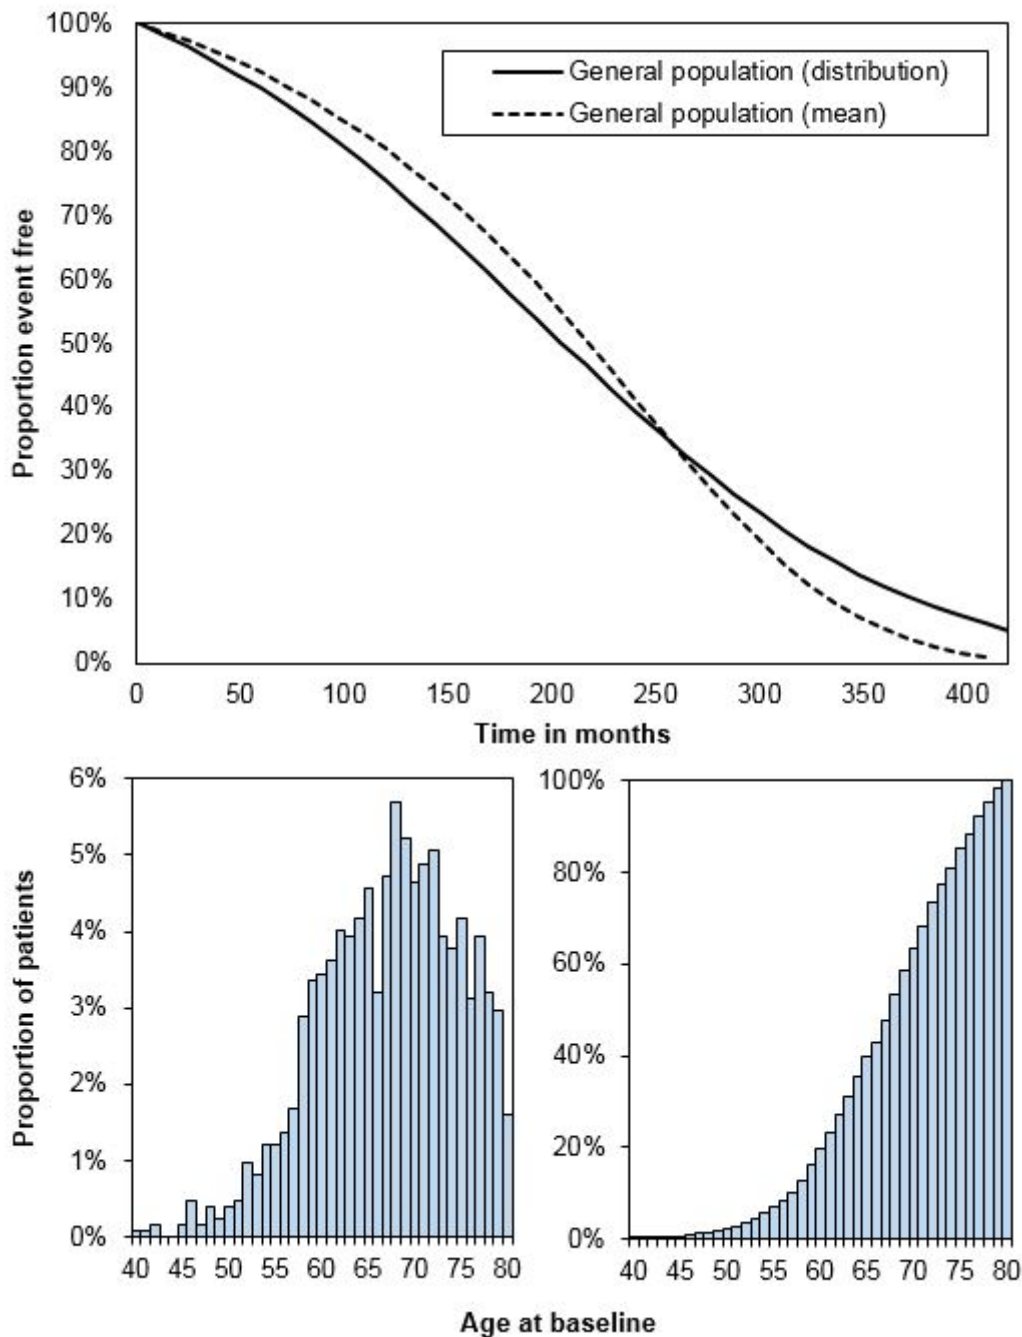 100%
90%
80%
70%
60%
50%
40%
30%
20%
10%
0%
Proportion event free
General population (distribution)
General population (mean)
0 50 100 150 200 250 300 350 400
Time in months
6%
5%
4%
3%
2%
1%
0%
Proportion of patients
40 45 50 55 60 65 70 75 80
100%
80%
60%
40%
20%
0%
40 45 50 55 60 65 70 75 80
Age at baseline